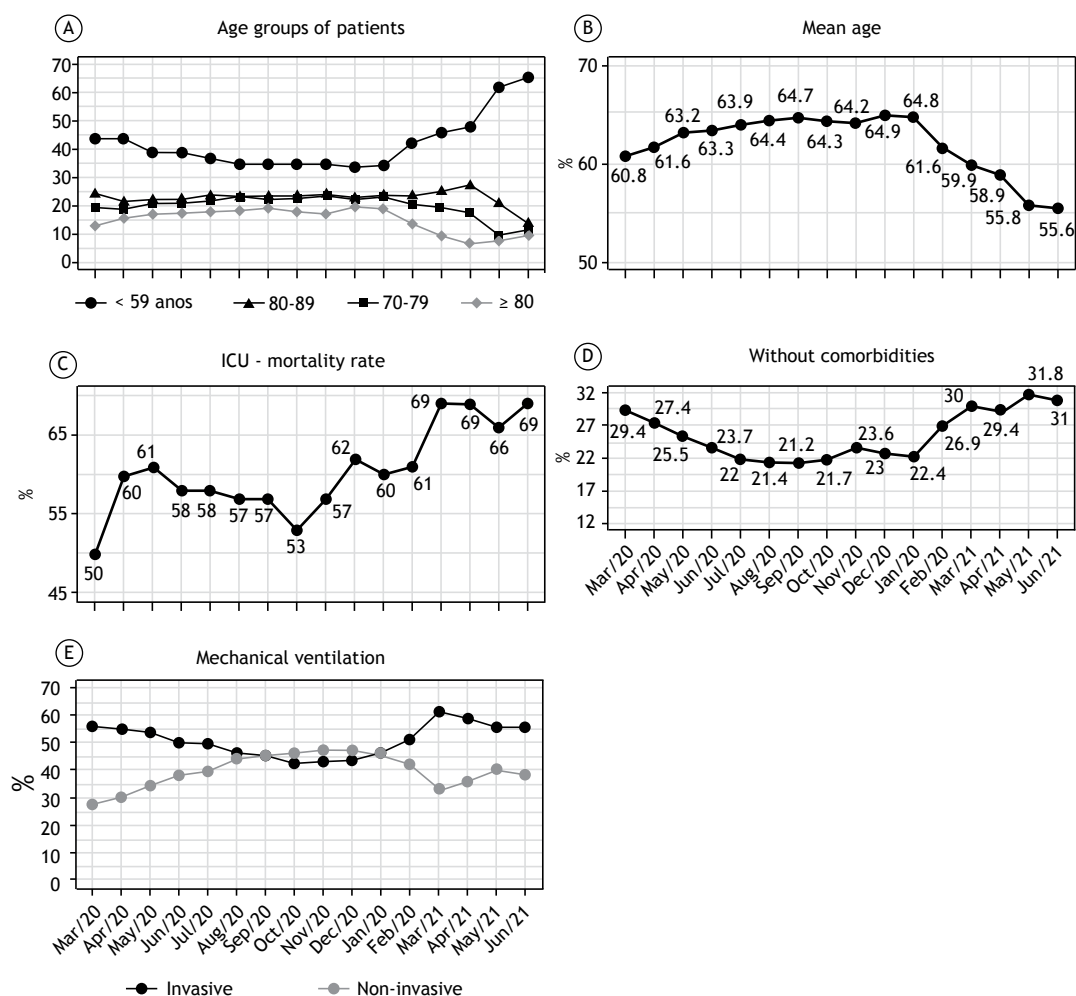 A Age groups of patients
70
60
50
40
30
20
10
0
< 59 anos 80-89 70-79 ≥ 80
B Mean age
%
70
60
50
60.8
61.6
63.2
63.3
63.9
64.4
64.7
64.3
64.2
64.9
64.8
61.6
59.9
58.9
55.8
55.6
C ICU - mortality rate
%
65
55
45
50
60
61
58
58
57
57
53
57
62
60
61
69
69
66
69
D Without comorbidities
%
32
27
22
17
12
29.4
27.4
25.5
23.7
22
21.4
21.2
21.7
23.6
23
22.4
26.9
30
29.4
31.8
31
Mar/20
Apr/20
May/20
Jun/20
Jul/20
Aug/20
Sep/20
Oct/20
Nov/20
Dec/20
Jan/20
Feb/20
Mar/21
Apr/21
May/21
Jun/21
E Mechanical ventilation
%
70
60
50
40
30
20
10
0
Mar/20
Apr/20
May/20
Jun/20
Jul/20
Aug/20
Sep/20
Oct/20
Nov/20
Dec/20
Jan/20
Feb/20
Mar/21
Apr/21
May/21
Jun/21
Invasive Non-invasive